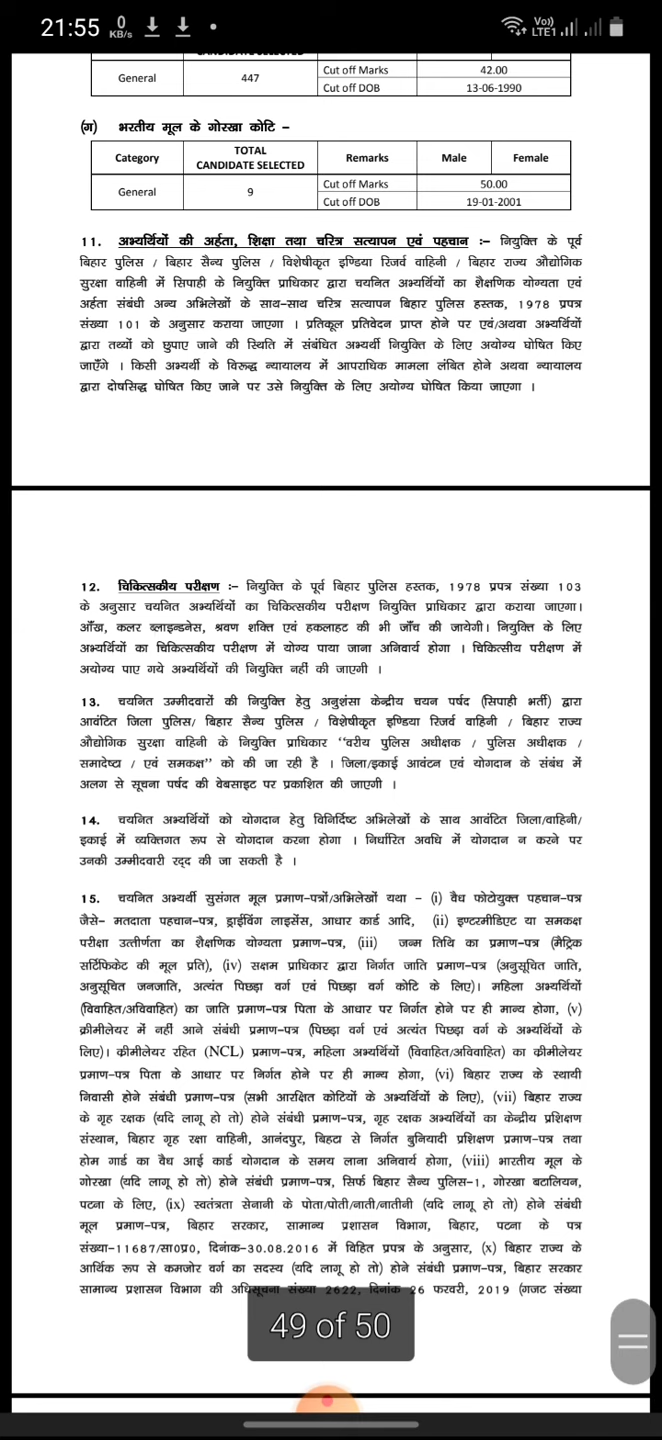 21:55 0 KB/s Vo)) LTE1
CANDIDATE SELECTED
General 447 Cut off Marks 42.00
Cut off DOB 13-06-1990
(ग) भरतीय मूल के गोरखा कोटि –
Category TOTAL CANDIDATE SELECTED Remarks Male Female
General 9 Cut off Marks 50.00
Cut off DOB 19-01-2001
11. अभ्यर्थियों की अर्हता, शिक्षा तथा चरित्र सत्यापन एवं पहचान :– नियुक्ति के पूर्व
बिहार पुलिस / बिहार सैन्य पुलिस / विशेषीकृत इण्डिया रिजर्व वाहिनी / बिहार राज्य औद्योगिक
सुरक्षा वाहिनी में सिपाही के नियुक्ति प्राधिकार द्वारा चयनित अभ्यर्थियों का शैक्षणिक योग्यता एवं
अर्हता संबंधी अन्य अभिलेखों के साथ–साथ चरित्र सत्यापन बिहार पुलिस हस्तक, 1978 प्रपत्र
संख्या 101 के अनुसार कराया जाएगा । प्रतिकूल प्रतिवेदन प्राप्त होने पर एवं/अथवा अभ्यर्थियों
द्वारा तथ्यों को छुपाए जाने की स्थिति में संबंधित अभ्यर्थी नियुक्ति के लिए अयोग्य घोषित किए
जाएँगे । किसी अभ्यर्थी के विरूद्ध न्यायालय में आपराधिक मामला लंबित होने अथवा न्यायालय
द्वारा दोषसिद्ध घोषित किए जाने पर उसे नियुक्ति के लिए अयोग्य घोषित किया जाएगा ।
12. चिकित्सकीय परीक्षण :– नियुक्ति के पूर्व बिहार पुलिस हस्तक, 1978 प्रपत्र संख्या 103
के अनुसार चयनित अभ्यर्थियों का चिकित्सकीय परीक्षण नियुक्ति प्राधिकार द्वारा कराया जाएगा।
आँख, कलर ब्लाइन्डनेस, श्रवण शक्ति एवं हकलाहट की भी जाँच की जायेगी। नियुक्ति के लिए
अभ्यर्थियों का चिकित्सकीय परीक्षण में योग्य पाया जाना अनिवार्य होगा । चिकित्सीय परीक्षण में
अयोग्य पाए गये अभ्यर्थियों की नियुक्ति नहीं की जाएगी ।
13. चयनित उम्मीदवारों की नियुक्ति हेतु अनुशंसा केन्द्रीय चयन पर्षद (सिपाही भर्ती) द्वारा
आवंटित जिला पुलिस/ बिहार सैन्य पुलिस / विशेषीकृत इण्डिया रिजर्व वाहिनी / बिहार राज्य
औद्योगिक सुरक्षा वाहिनी के नियुक्ति प्राधिकार ''वरीय पुलिस अधीक्षक / पुलिस अधीक्षक /
समादेष्टा / एवं समकक्ष'' को की जा रही है । जिला/इकाई आवंटन एवं योगदान के संबंध में
अलग से सूचना पर्षद की वेबसाइट पर प्रकाशित की जाएगी ।
14. चयनित अभ्यर्थियों को योगदान हेतु विनिर्दिष्ट अभिलेखों के साथ आवंटित जिला/वाहिनी/
इकाई में व्यक्तिगत रूप से योगदान करना होगा । निर्धारित अवधि में योगदान न करने पर
उनकी उम्मीदवारी रद्द की जा सकती है ।
15. चयनित अभ्यर्थी सुसंगत मूल प्रमाण–पत्रों/अभिलेखों यथा – (i) वैध फोटोयुक्त पहचान–पत्र
जैसे– मतदाता पहचान–पत्र, ड्राईविंग लाइसेंस, आधार कार्ड आदि, (ii) इण्टरमीडिएट या समकक्ष
परीक्षा उत्तीर्णता का शैक्षणिक योग्यता प्रमाण–पत्र, (iii) जन्म तिथि का प्रमाण–पत्र (मैट्रिक
सर्टिफिकेट की मूल प्रति), (iv) सक्षम प्राधिकार द्वारा निर्गत जाति प्रमाण–पत्र (अनुसूचित जाति,
अनुसूचित जनजाति, अत्यंत पिछड़ा वर्ग एवं पिछड़ा वर्ग कोटि के लिए)। महिला अभ्यर्थियों
(विवाहित/अविवाहित) का जाति प्रमाण–पत्र पिता के आधार पर निर्गत होने पर ही मान्य होगा, (v)
क्रीमीलेयर में नहीं आने संबंधी प्रमाण–पत्र (पिछड़ा वर्ग एवं अत्यंत पिछड़ा वर्ग के अभ्यर्थियों के
लिए)। क्रीमीलेयर रहित (NCL) प्रमाण–पत्र, महिला अभ्यर्थियों (विवाहित/अविवाहित) का क्रीमीलेयर
प्रमाण–पत्र पिता के आधार पर निर्गत होने पर ही मान्य होगा, (vi) बिहार राज्य के स्थायी
निवासी होने संबंधी प्रमाण–पत्र (सभी आरक्षित कोटियों के अभ्यर्थियों के लिए), (vii) बिहार राज्य
के गृह रक्षक (यदि लागू हो तो) होने संबंधी प्रमाण–पत्र, गृह रक्षक अभ्यर्थियों का केन्द्रीय प्रशिक्षण
संस्थान, बिहार गृह रक्षा वाहिनी, आनंदपुर, बिहटा से निर्गत बुनियादी प्रशिक्षण प्रमाण–पत्र तथा
होम गार्ड का वैध आई कार्ड योगदान के समय लाना अनिवार्य होगा, (viii) भारतीय मूल के
गोरखा (यदि लागू हो तो) होने संबंधी प्रमाण–पत्र, सिर्फ बिहार सैन्य पुलिस–1, गोरखा बटालियन,
पटना के लिए, (ix) स्वतंत्रता सेनानी के पोता/पोती/नाती/नातीनी (यदि लागू हो तो) होने संबंधी
मूल प्रमाण–पत्र, बिहार सरकार, सामान्य प्रशासन विभाग, बिहार, पटना के पत्र
संख्या–11687/सा0प्र0, दिनांक–30.08.2016 में विहित प्रपत्र के अनुसार, (x) बिहार राज्य के
आर्थिक रूप से कमजोर वर्ग का सदस्य (यदि लागू हो तो) होने संबंधी प्रमाण–पत्र, बिहार सरकार
सामान्य प्रशासन विभाग की अधिसूचना संख्या 2622, दिनांक 26 फरवरी, 2019 (गजट संख्या
49 of 50